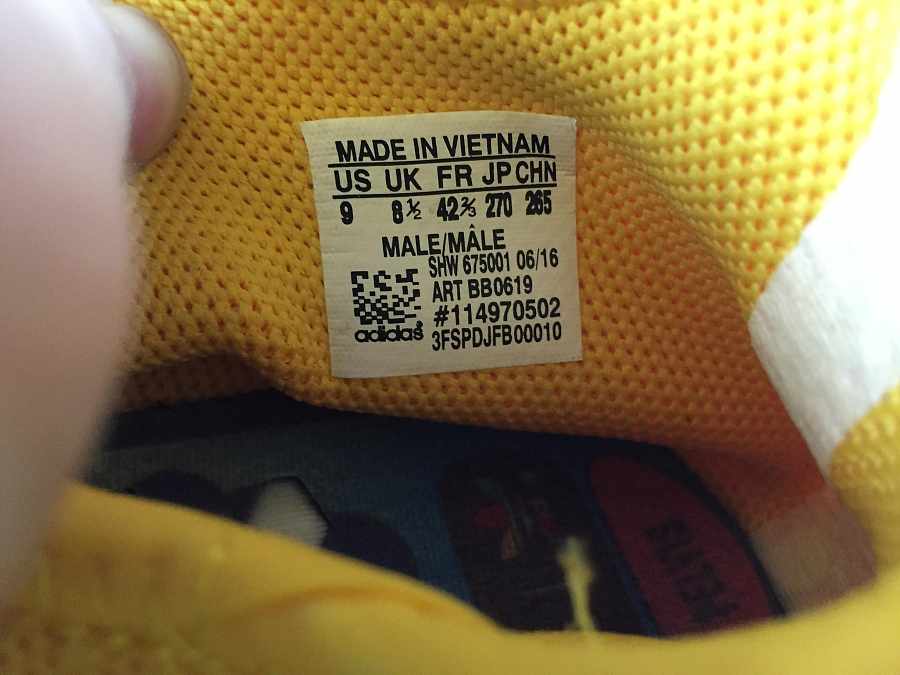 MADE IN VIETNAM
US UK FR JP CHN
9 8½ 42⅔ 270 265
MALE/MÂLE
SHW 675001 06/16
ART BB0619
#114970502
adidas
3FSPDJFB00010